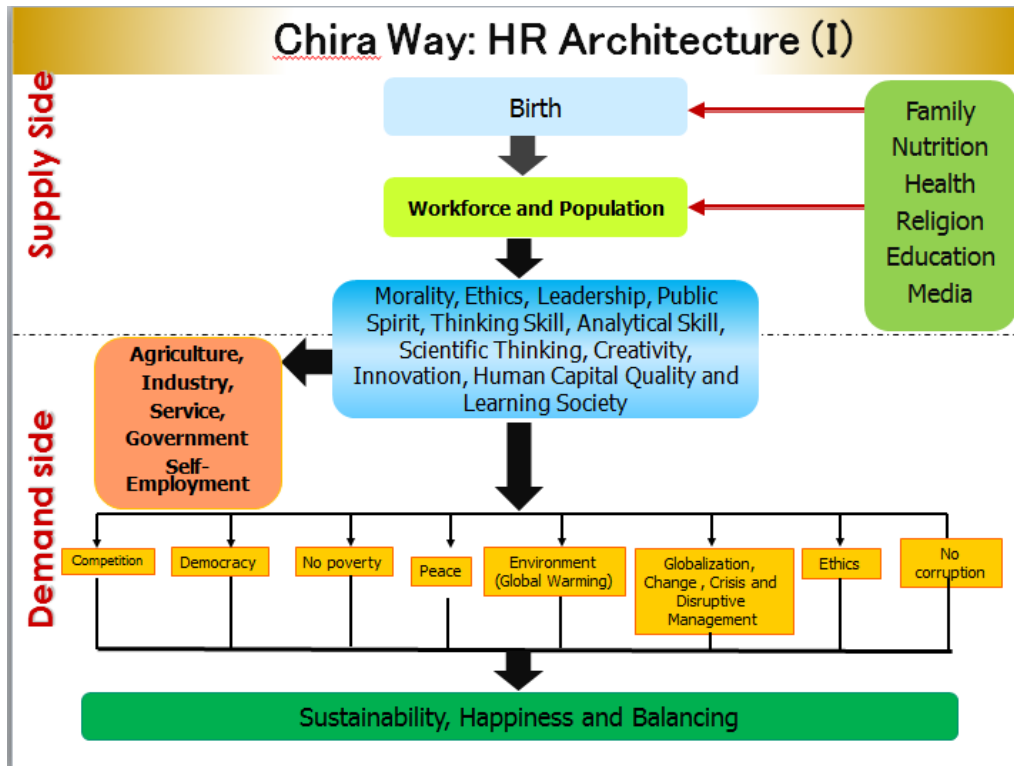 Chira Way: HR Architecture (I)
Supply Side
Birth
Workforce and Population
Family
Nutrition
Health
Religion
Education
Media
Morality, Ethics, Leadership, Public
Spirit, Thinking Skill, Analytical Skill,
Scientific Thinking, Creativity,
Innovation, Human Capital Quality and
Learning Society
Demand side
Agriculture,
Industry,
Service,
Government
Self-
Employment
Competition
Democracy
No poverty
Peace
Environment
(Global Warming)
Globalization,
Change , Crisis and
Disruptive
Management
Ethics
No
corruption
Sustainability, Happiness and Balancing